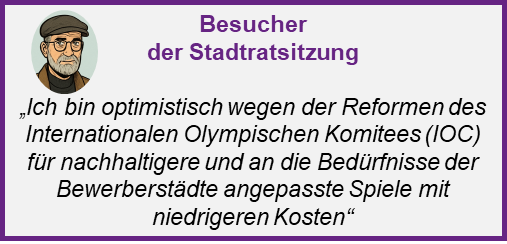 Besucher
der Stadtratsitzung
„Ich bin optimistisch wegen der Reformen des
Internationalen Olympischen Komitees (IOC)
für nachhaltigere und an die Bedürfnisse der
Bewerberstädte angepasste Spiele mit
niedrigeren Kosten“